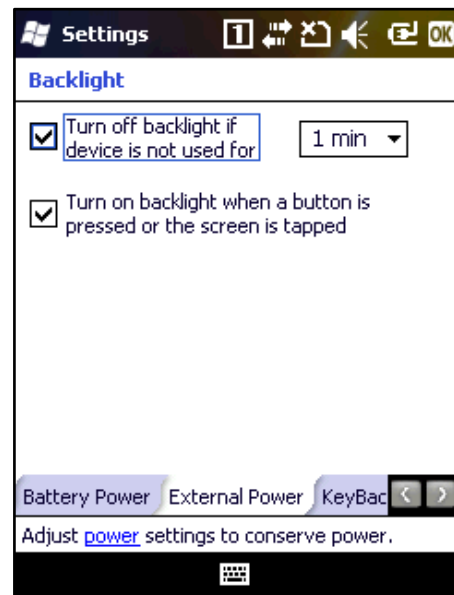 Settings 1 OK
Backlight
Turn off backlight if
device is not used for
1 min
Turn on backlight when a button is
pressed or the screen is tapped
Battery Power External Power KeyBac
Adjust power settings to conserve power.